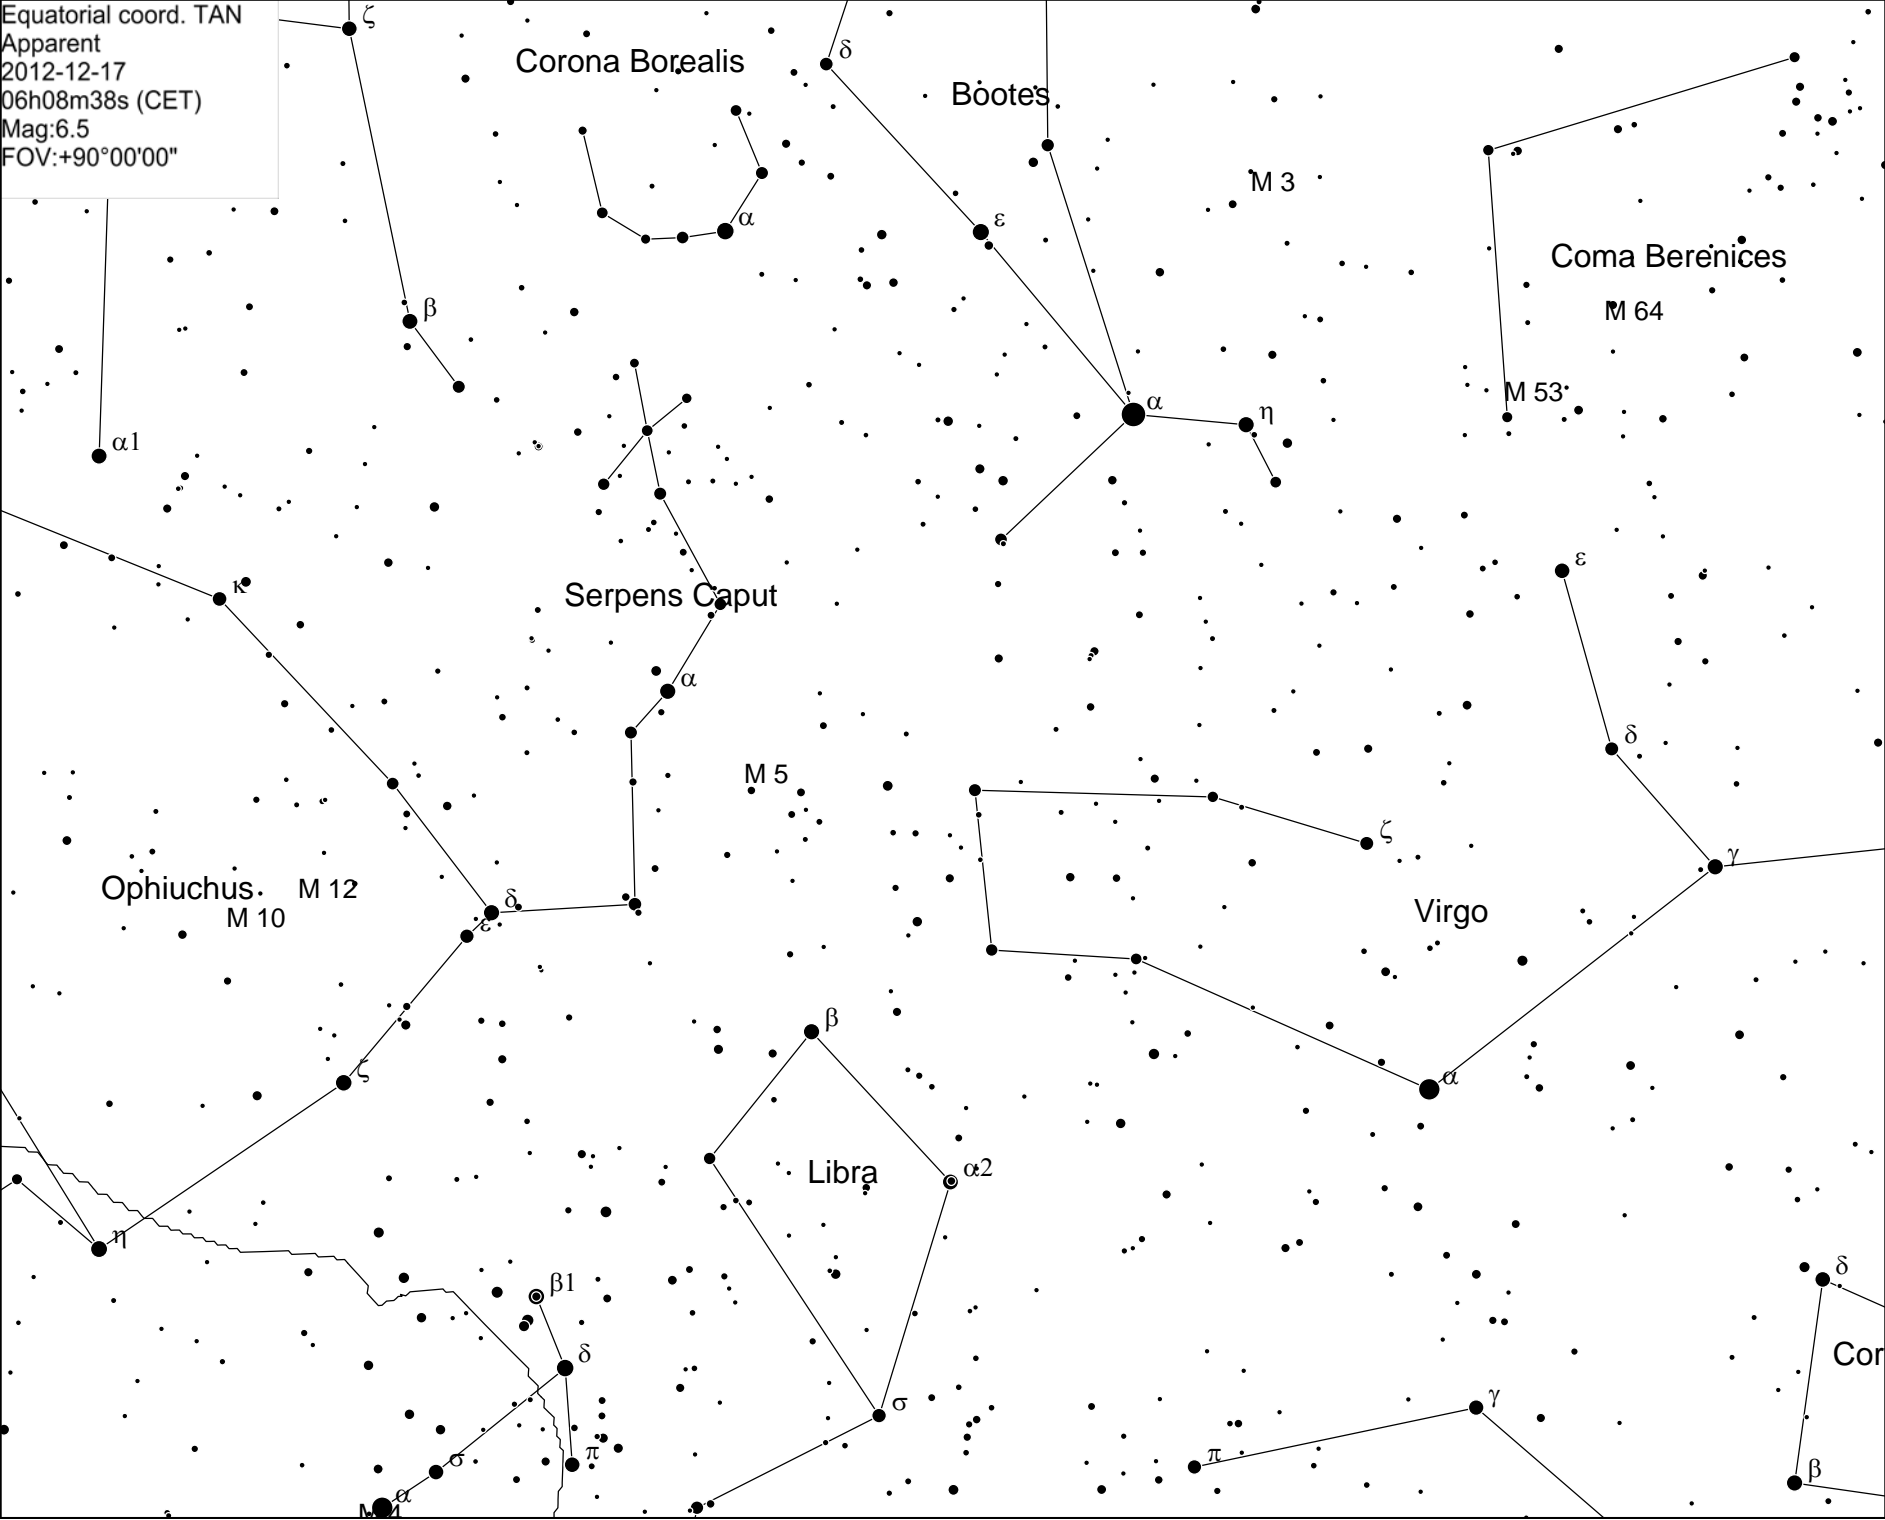 Equatorial coord. TAN
Apparent
2012-12-17
06h08m38s (CET)
Mag:6.5
FOV:+90°00'00"
ζ
δ
Corona Borealis
Bootes
M 3
α
ε
Coma Berenices
β
M 64
M 53
α
η
α1
ε
κ
Serpens Caput
α
δ
M 5
ζ
γ
Ophiuchus
M 12
M 10
δ
ε
Virgo
β
ζ
α
Libra
α2
η
β1
δ
δ
Cor
σ
γ
π
σ
π
β
α
M 4